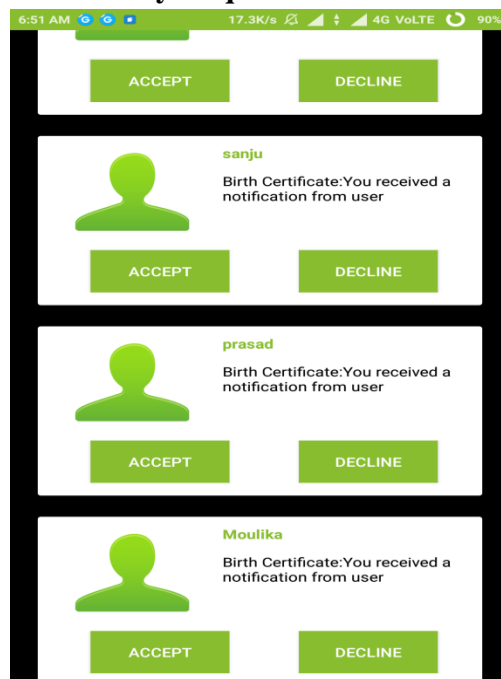 6:51 AM 17.3K/s 4G VoLTE 90%
ACCEPT DECLINE
sanju
Birth Certificate:You received a
notification from user
ACCEPT DECLINE
prasad
Birth Certificate:You received a
notification from user
ACCEPT DECLINE
Moulika
Birth Certificate:You received a
notification from user
ACCEPT DECLINE